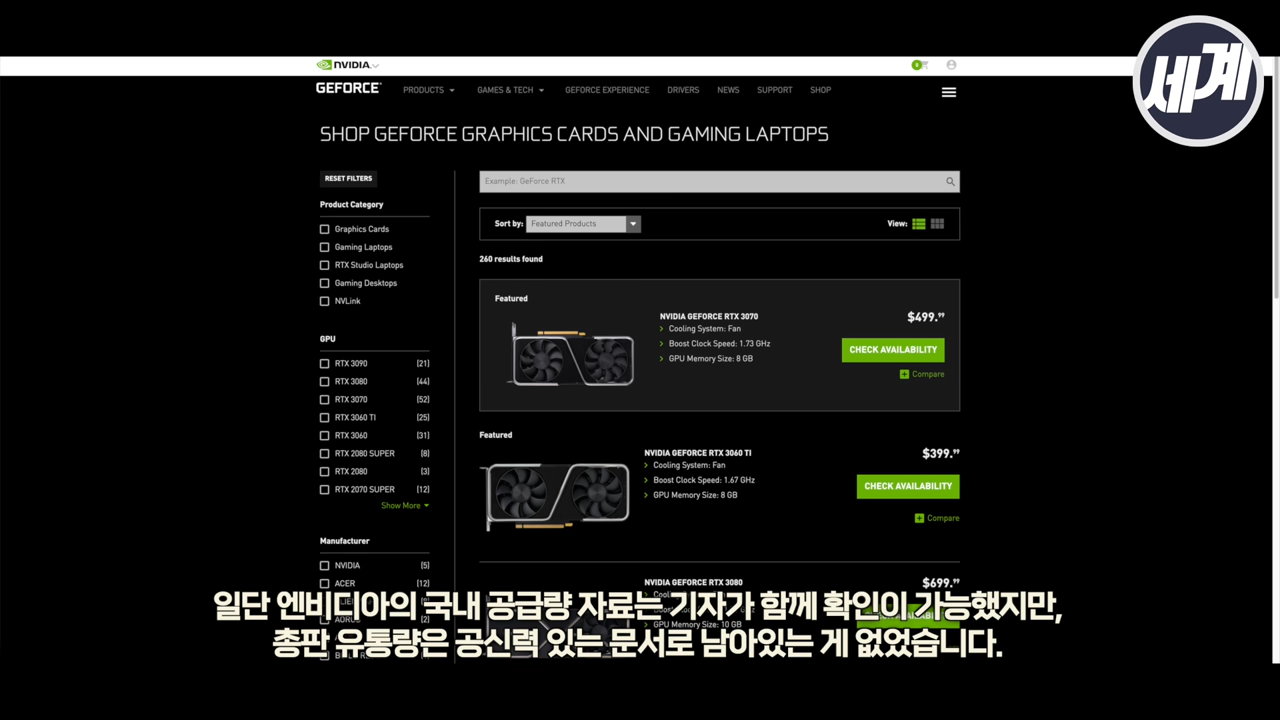 세계
NVIDIA.
0
GEFORCE
PRODUCTS
GAMES & TECH
GEFORCE EXPERIENCE
DRIVERS
NEWS
SUPPORT
SHOP
SHOP GEFORCE GRAPHICS CARDS AND GAMING LAPTOPS
RESET FILTERS
Product Category
Graphics Cards
Gaming Laptops
RTX Studio Laptops
Gaming Desktops
NVLink
GPU
RTX 3090 (21)
RTX 3080 (44)
RTX 3070 (52)
RTX 3060 TI (25)
RTX 3060 (31)
RTX 2080 SUPER (8)
RTX 2080 (3)
RTX 2070 SUPER (12)
Show More
Manufacturer
NVIDIA (5)
ACER (12)
Example: GeForce RTX
Sort by: Featured Products
View:
260 results found
Featured
NVIDIA GEFORCE RTX 3070
Cooling System: Fan
Boost Clock Speed: 1.73 GHz
GPU Memory Size: 8 GB
$499.99
CHECK AVAILABILITY
Compare
Featured
NVIDIA GEFORCE RTX 3060 TI
Cooling System: Fan
Boost Clock Speed: 1.67 GHz
GPU Memory Size: 8 GB
$399.99
CHECK AVAILABILITY
Compare
NVIDIA GEFORCE RTX 3080
$699.99
일단 엔비디아의 국내 공급량 자료는 기자가 함께 확인이 가능했지만,
총판 유통량은 공신력 있는 문서로 남아있는 게 없었습니다.